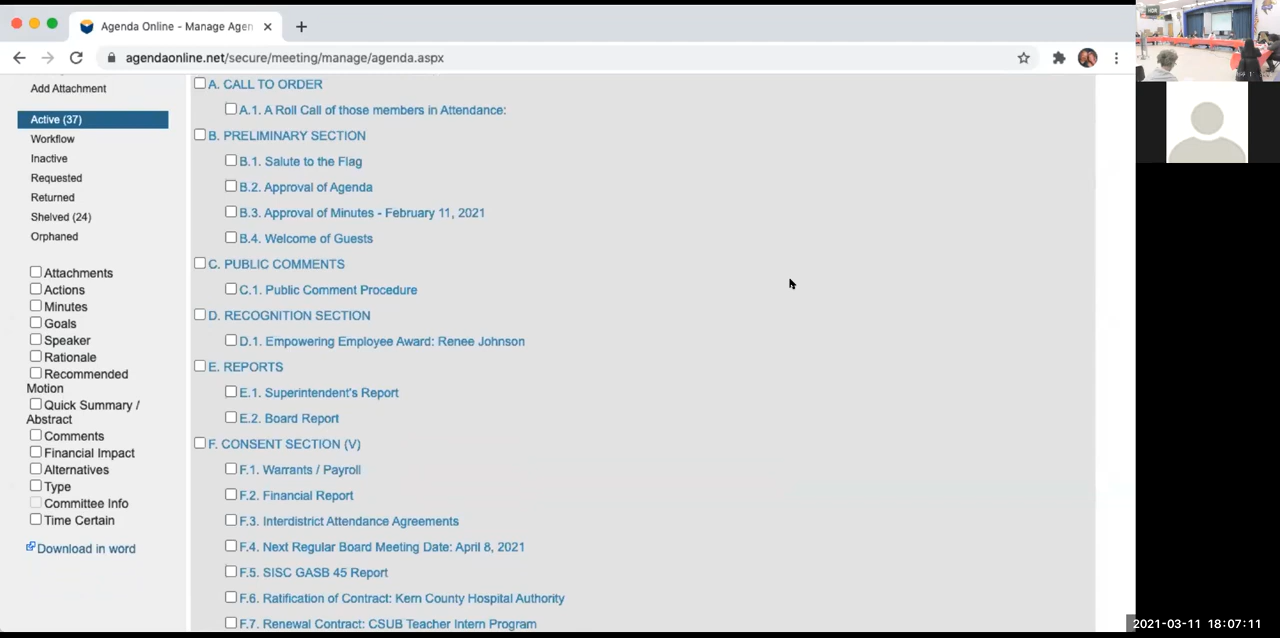 Agenda Online - Manage Agen
agendaonline.net/secure/meeting/manage/agenda.aspx
Add Attachment
Active (37)
Workflow
Inactive
Requested
Returned
Shelved (24)
Orphaned
Attachments
Actions
Minutes
Goals
Speaker
Rationale
Recommended
Motion
Quick Summary /
Abstract
Comments
Financial Impact
Alternatives
Type
Committee Info
Time Certain
Download in word
A. CALL TO ORDER
A.1. A Roll Call of those members in Attendance:
B. PRELIMINARY SECTION
B.1. Salute to the Flag
B.2. Approval of Agenda
B.3. Approval of Minutes - February 11, 2021
B.4. Welcome of Guests
C. PUBLIC COMMENTS
C.1. Public Comment Procedure
D. RECOGNITION SECTION
D.1. Empowering Employee Award: Renee Johnson
E. REPORTS
E.1. Superintendent's Report
E.2. Board Report
F. CONSENT SECTION (V)
F.1. Warrants / Payroll
F.2. Financial Report
F.3. Interdistrict Attendance Agreements
F.4. Next Regular Board Meeting Date: April 8, 2021
F.5. SISC GASB 45 Report
F.6. Ratification of Contract: Kern County Hospital Authority
F.7. Renewal Contract: CSUB Teacher Intern Program
2021-03-11 18:07:11